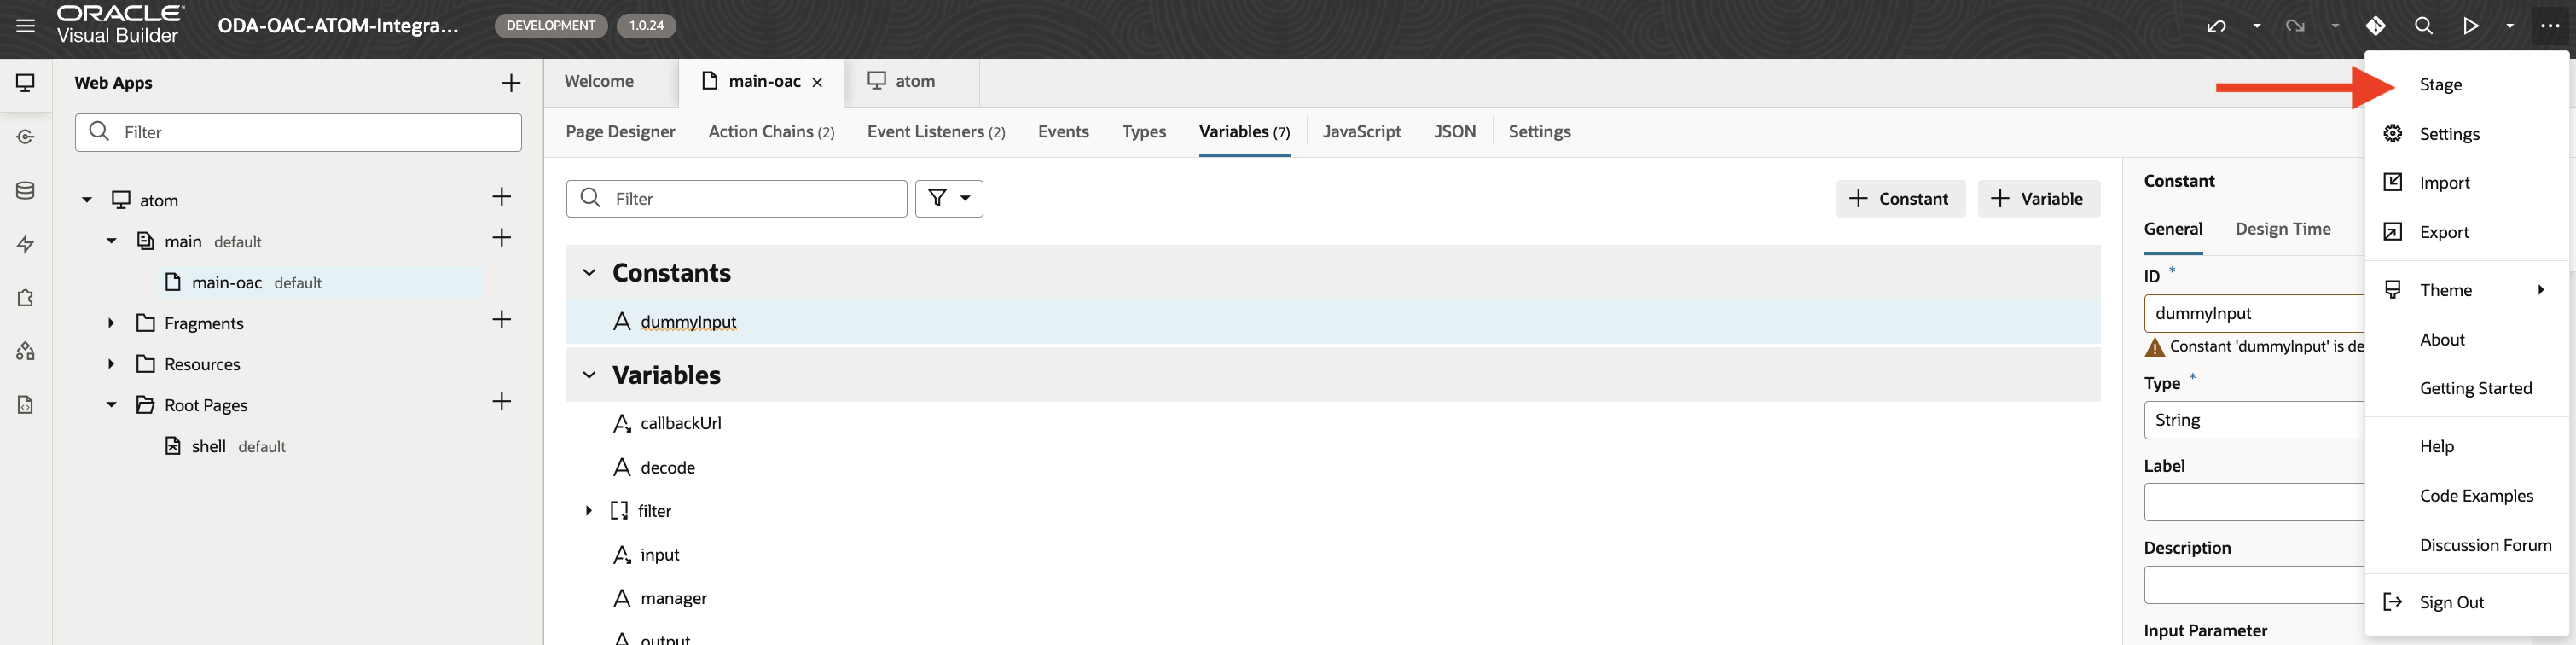 ORACLE
Visual Builder
ODA-OAC-ATOM-Integra...
DEVELOPMENT
1.0.24
Web Apps
Filter
atom
main default
main-oac default
Fragments
Resources
Root Pages
shell default
Welcome
main-oac
atom
Page Designer
Action Chains (2)
Event Listeners (2)
Events
Types
Variables (7)
JavaScript
JSON
Settings
Filter
Constant
Variable
Constants
dummyInput
Variables
callbackUrl
decode
filter
input
manager
output
Constant
General
Design Time
ID *
dummyInput
Constant 'dummyInput' is de
Type *
String
Label
Description
Input Parameter
Stage
Settings
Import
Export
Theme
About
Getting Started
Help
Code Examples
Discussion Forum
Sign Out